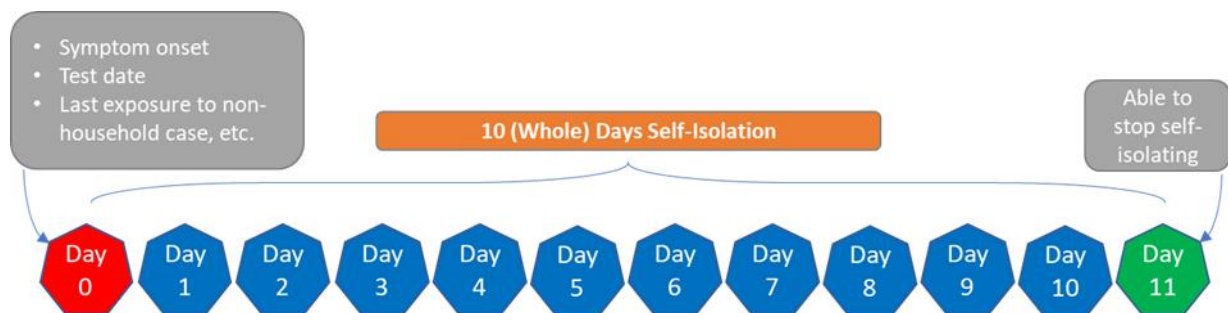 • Symptom onset
• Test date
• Last exposure to non-
household case, etc.
10 (Whole) Days Self-Isolation
Able to
stop self-
isolating
Day
0
Day
1
Day
2
Day
3
Day
4
Day
5
Day
6
Day
7
Day
8
Day
9
Day
10
Day
11